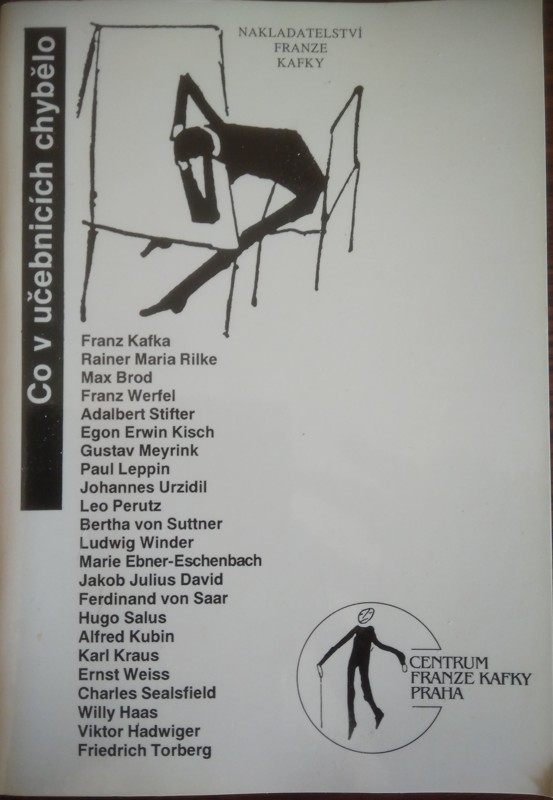 NAKLADATELSTVÍ
FRANZE
KAFKY
Co v učebnicích chybělo
Franz Kafka
Rainer Maria Rilke
Max Brod
Franz Werfel
Adalbert Stifter
Egon Erwin Kisch
Gustav Meyrink
Paul Leppin
Johannes Urzidil
Leo Perutz
Bertha von Suttner
Ludwig Winder
Marie Ebner-Eschenbach
Jakob Julius David
Ferdinand von Saar
Hugo Salus
Alfred Kubin
Karl Kraus
Ernst Weiss
Charles Sealsfield
Willy Haas
Viktor Hadwiger
Friedrich Torberg
CENTRUM
FRANZE KAFKY
PRAHA